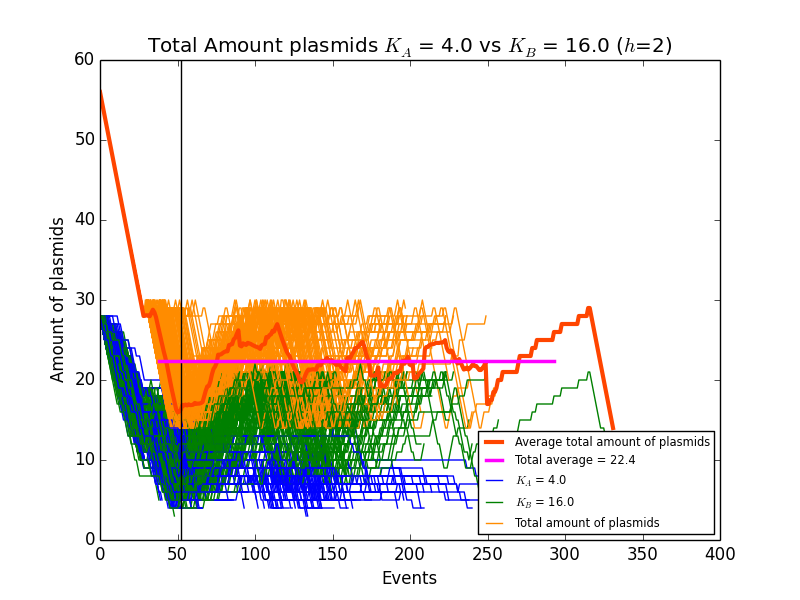 Total Amount plasmids K_A = 4.0 vs K_B = 16.0 (h=2)
60
50
40
30
20
10
0
Amount of plasmids
0 50 100 150 200 250 300 350 400
Events
Average total amount of plasmids
Total average = 22.4
K_A = 4.0
K_B = 16.0
Total amount of plasmids